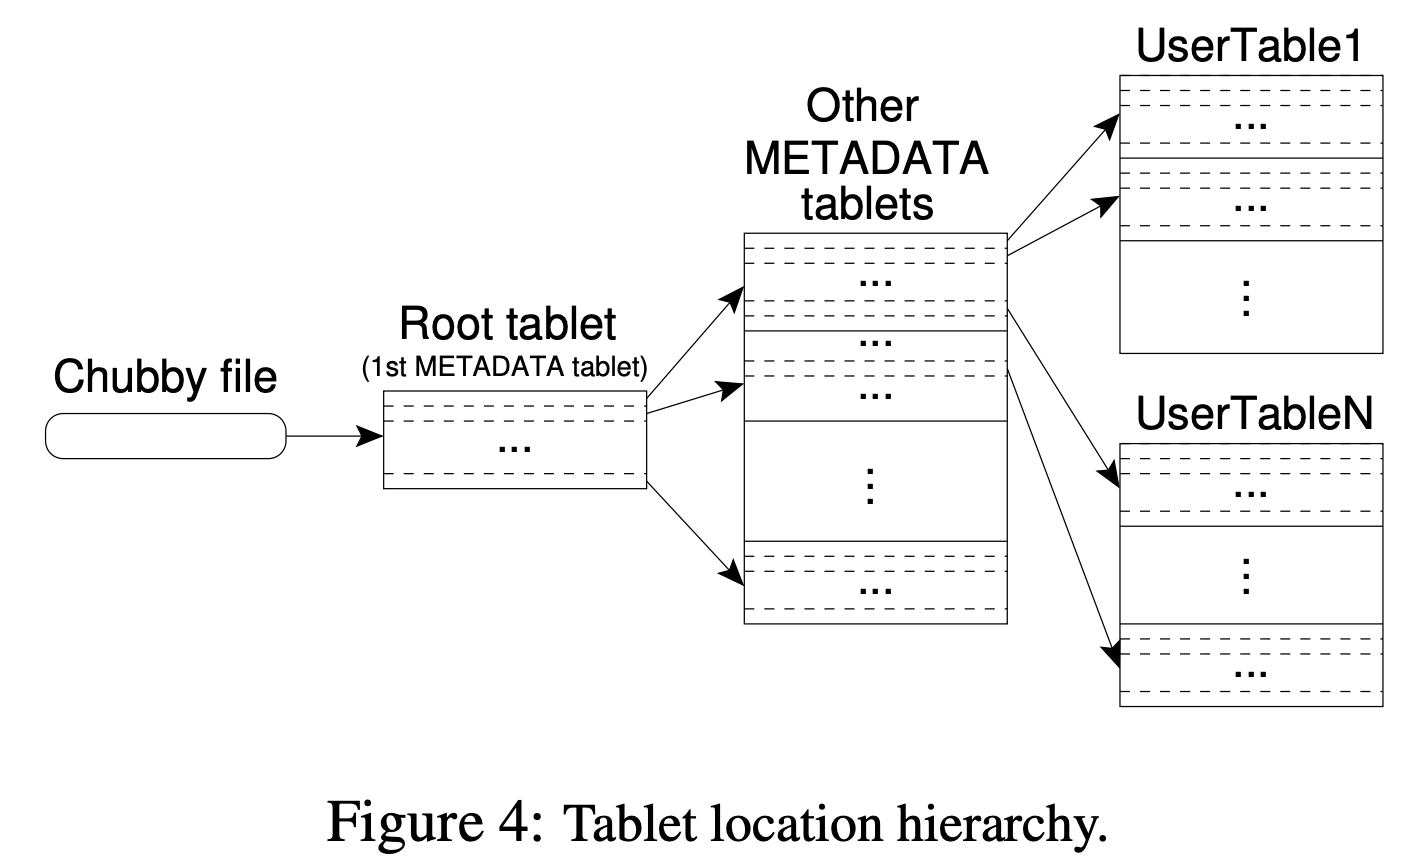 Chubby file
Root tablet
(1st METADATA tablet)
...
Other
METADATA
tablets
...
...
...
...
UserTable1
...
...
UserTableN
...
...
Figure 4: Tablet location hierarchy.